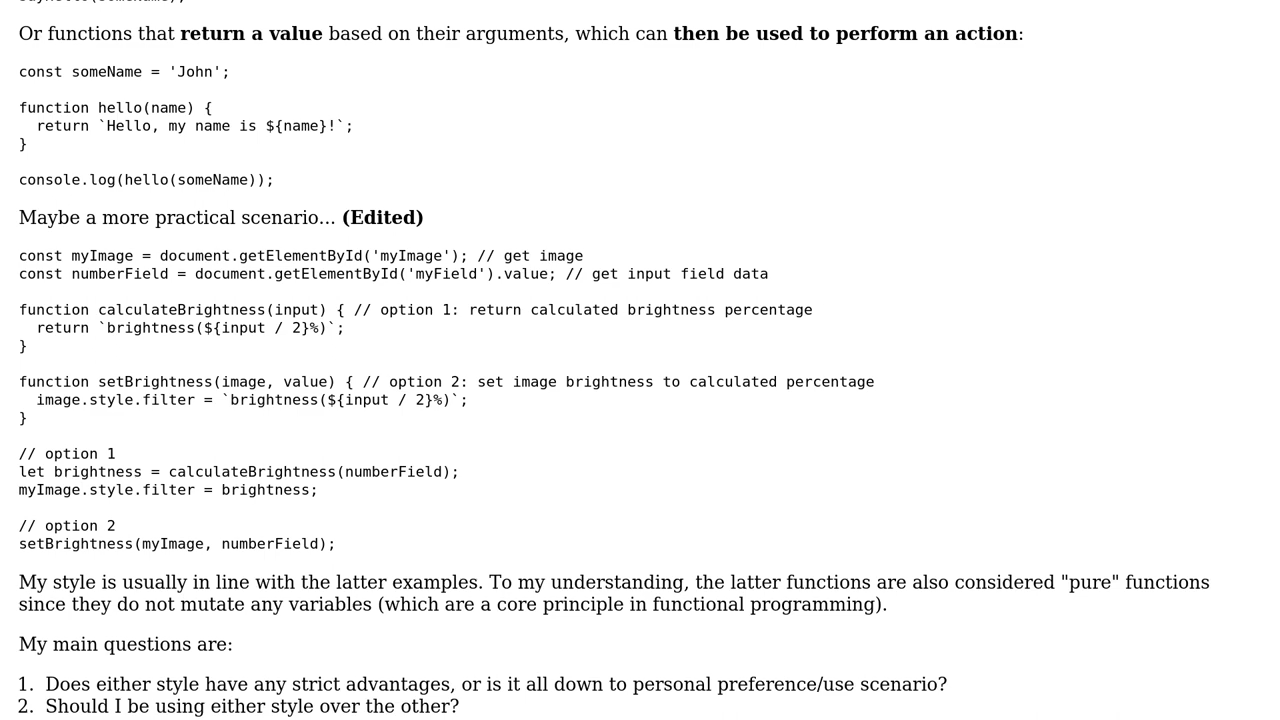 Or functions that return a value based on their arguments, which can then be used to perform an action:
const someName = 'John';
function hello(name) {
  return `Hello, my name is ${name}!`;
}
console.log(hello(someName));
Maybe a more practical scenario... (Edited)
const myImage = document.getElementById('myImage'); // get image
const numberField = document.getElementById('myField').value; // get input field data
function calculateBrightness(input) { // option 1: return calculated brightness percentage
  return `brightness(${input / 2}%)`;
}
function setBrightness(image, value) { // option 2: set image brightness to calculated percentage
  image.style.filter = `brightness(${input / 2}%)`;
}
// option 1
let brightness = calculateBrightness(numberField);
myImage.style.filter = brightness;
// option 2
setBrightness(myImage, numberField);
My style is usually in line with the latter examples. To my understanding, the latter functions are also considered "pure" functions
since they do not mutate any variables (which are a core principle in functional programming).
My main questions are:
1. Does either style have any strict advantages, or is it all down to personal preference/use scenario?
2. Should I be using either style over the other?